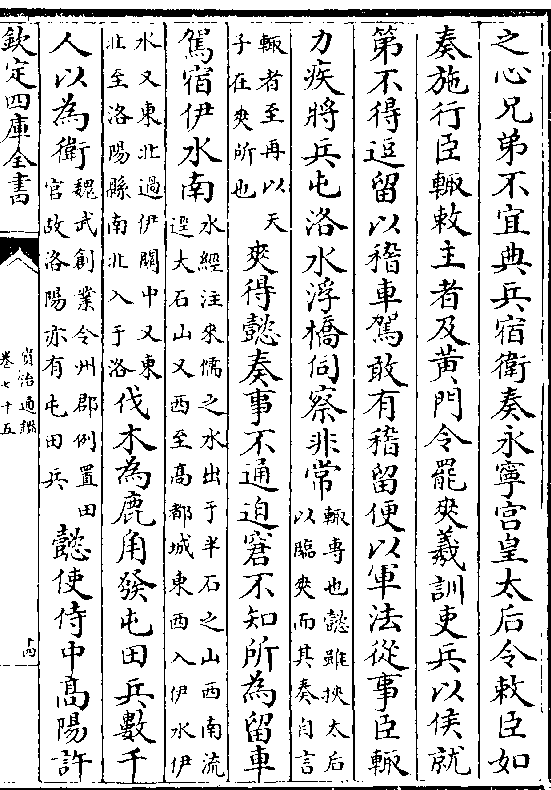 之心兄弟不宜典兵宿衛奏永寧宫皇太后令敕臣如
奏施行臣輙敕主者及黄門令罷爽羲訓吏兵以侯就
第不得逗留以稽車駕敢有稽留便以軍法從事臣輙
力疾將兵屯洛水浮橋伺察非常輙專也懿雖挾太后
以臨爽而其奏自言
輙者至再以天
子在爽所也爽得懿奏事不通迫窘不知所為留車
駕宿伊水南水經注來儒之水出于半石之山西南流
逕大石山又西至高都城東西入伊水伊
水又東北過伊闕中又東
北至洛陽縣南北入于洛伐木為鹿角發屯田兵數千
人以為衛魏武創業令州郡例置田
官故洛陽亦有屯田兵懿使侍中髙陽許
欽定四庫全書
資治通鑑
卷七十五
十四